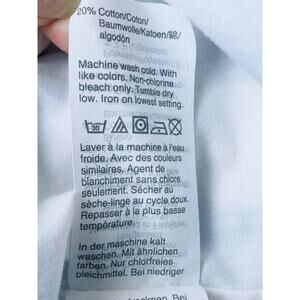 20% Cotton/Coton/
Baumwolle/Katoen/棉/
algodón
Machine wash cold. With
like colors. Non-chlorine
bleach only. Tumble dry
low. Iron on lowest setting.
30
Laver à la machine à l'eau
froide. Avec des couleurs
similaires. Agent de
blanchiment sans chlore
seulement. Sécher au
sèche-linge au cycle doux.
Repasser à la plus basse
température.
In der maschine kalt
waschen. Mit ähnlichen
farben. Nur chlorfreies
bleichmittel. Bei niedriger
trocknen. Bei